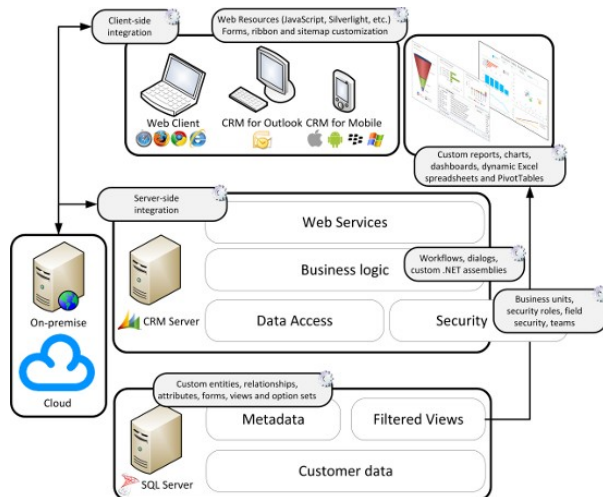 Client-side
integration
Web Resources (JavaScript, Silverlight, etc.)
Forms, ribbon and sitemap customization
Web Client
CRM for Outlook
CRM for Mobile
Custom reports, charts,
dashboards, dynamic Excel
spreadsheets and PivotTables
Server-side
integration
Web Services
Business logic
Workflows, dialogs,
custom .NET assemblies
CRM Server
Data Access
Security
Business units,
security roles, field
security, teams
On-premise
Cloud
Custom entities, relationships,
attributes, forms, views and option sets
Metadata
Filtered Views
SQL Server
Customer data